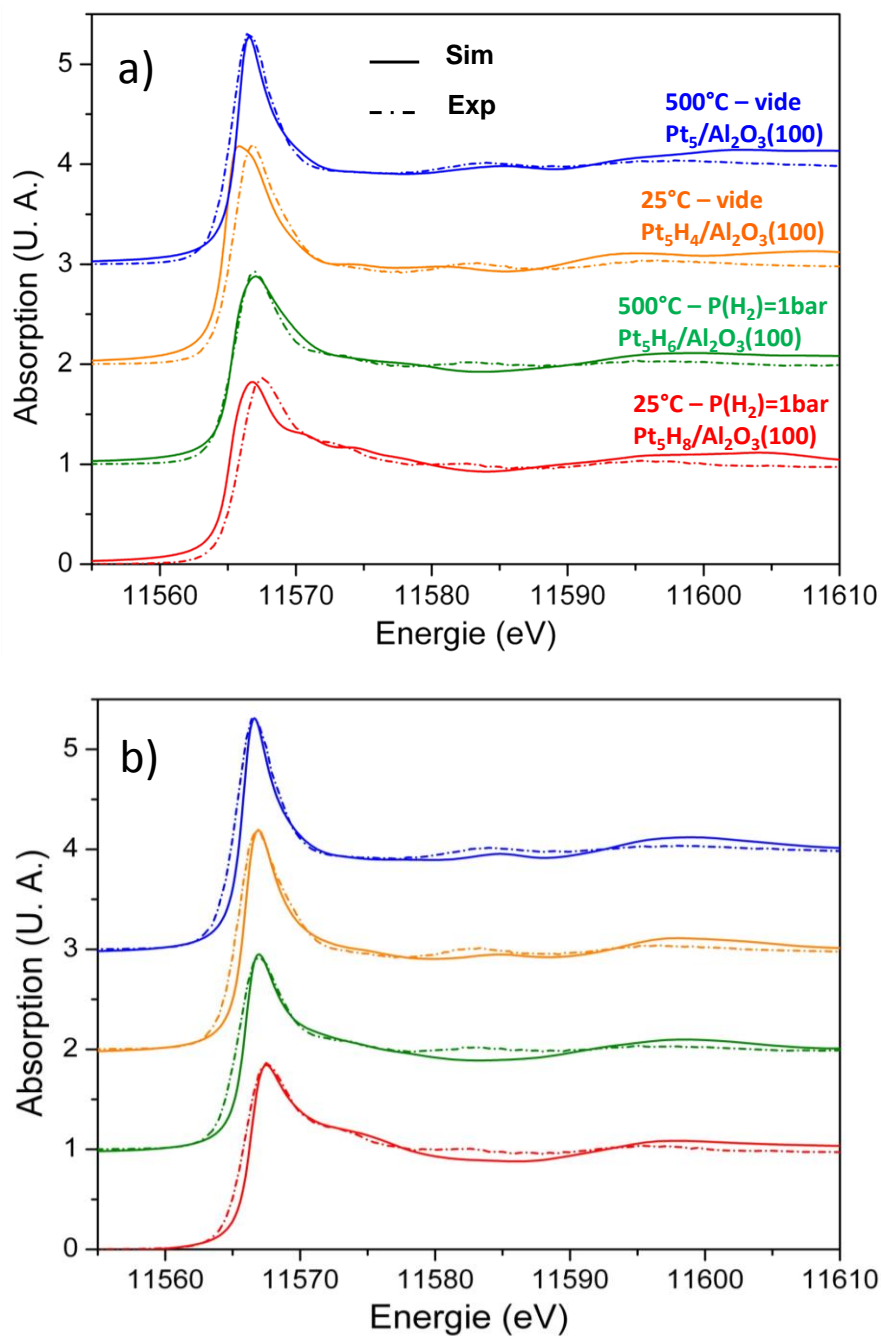 a)
Sim
Exp
500°C – vide
Pt₅/Al₂O₃(100)
25°C – vide
Pt₅H₄/Al₂O₃(100)
500°C – P(H₂)=1bar
Pt₅H₆/Al₂O₃(100)
25°C – P(H₂)=1bar
Pt₅H₈/Al₂O₃(100)
5
4
3
2
1
0
Absorption (U. A.)
11560 11570 11580 11590 11600 11610
Energie (eV)
b)
5
4
3
2
1
0
Absorption (U. A.)
11560 11570 11580 11590 11600 11610
Energie (eV)